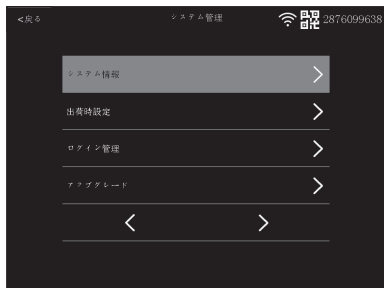 <戻る システム管理 2876099638
システム情報
出荷時設定
ログイン管理
アップグレード